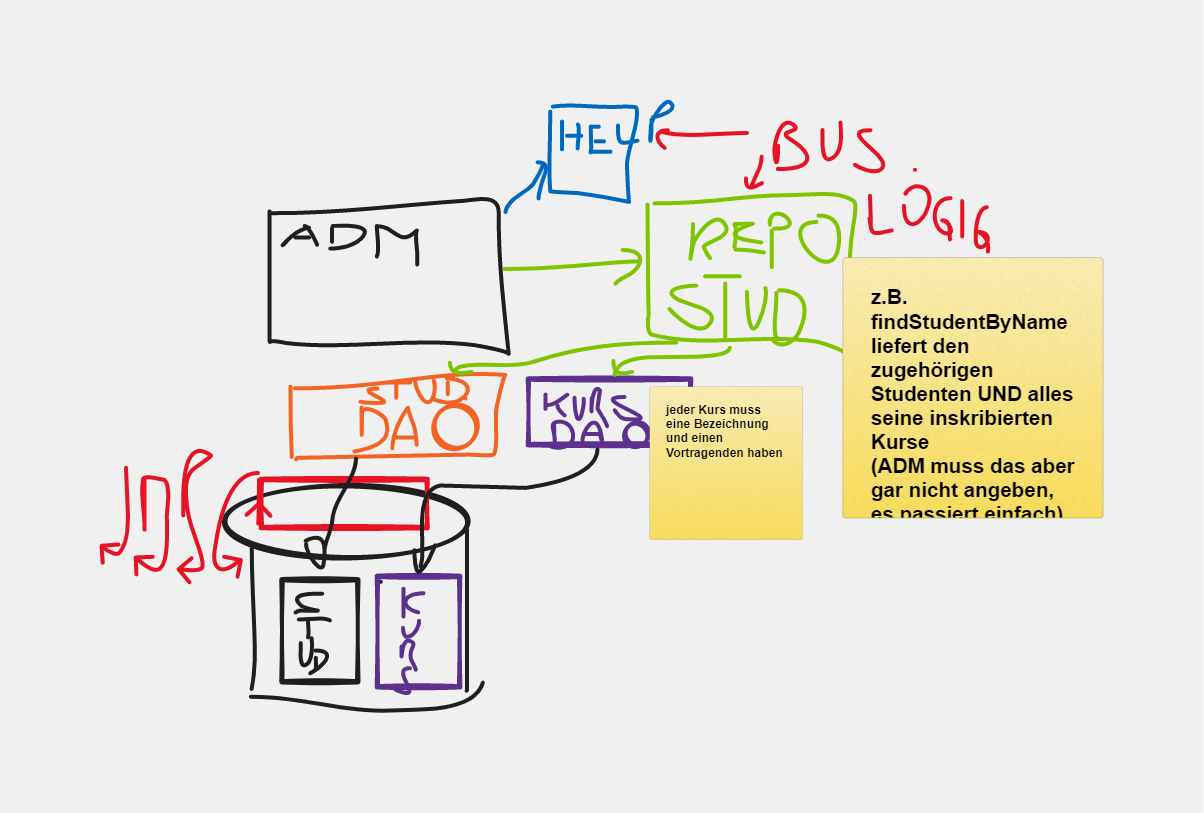 HELP
BUS.
LOGIG
ADM
REPO
STUD
z.B.
findStudentByName
liefert den
zugehörigen
Studenten UND alles
seine inskribierten
Kurse
(ADM muss das aber
gar nicht angeben,
es passiert einfach)
STUD
DAO
KURS
DAO
jeder Kurs muss
eine Bezeichnung
und einen
Vortragenden haben
STUD
KURS